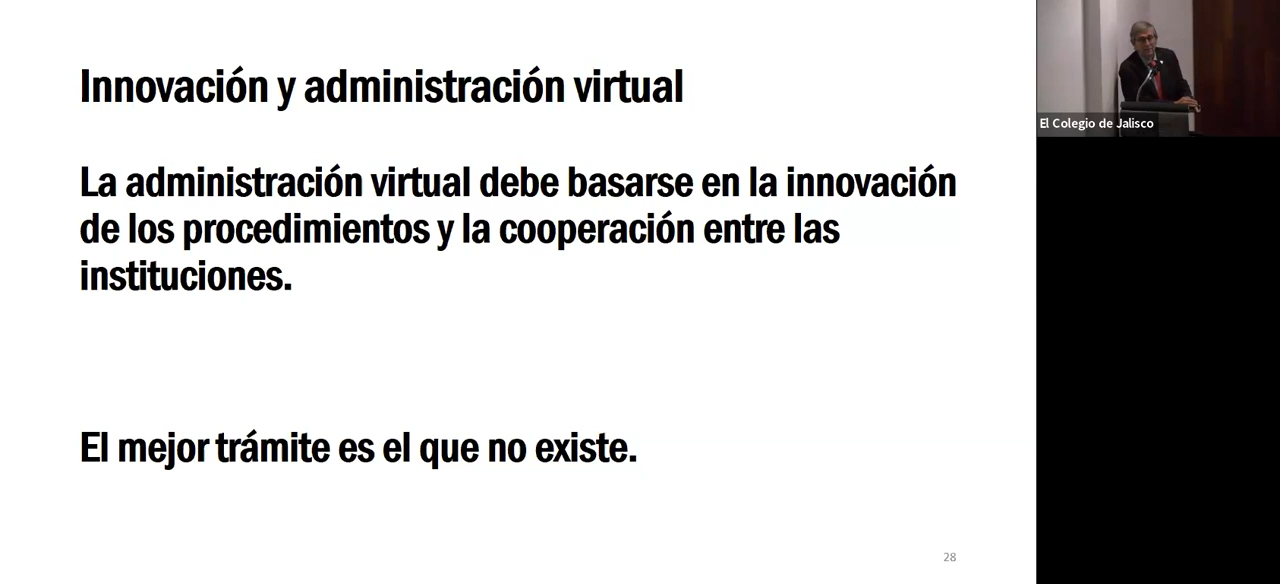 Innovación y administración virtual
La administración virtual debe basarse en la innovación
de los procedimientos y la cooperación entre las
instituciones.
El mejor trámite es el que no existe.
28
El Colegio de Jalisco